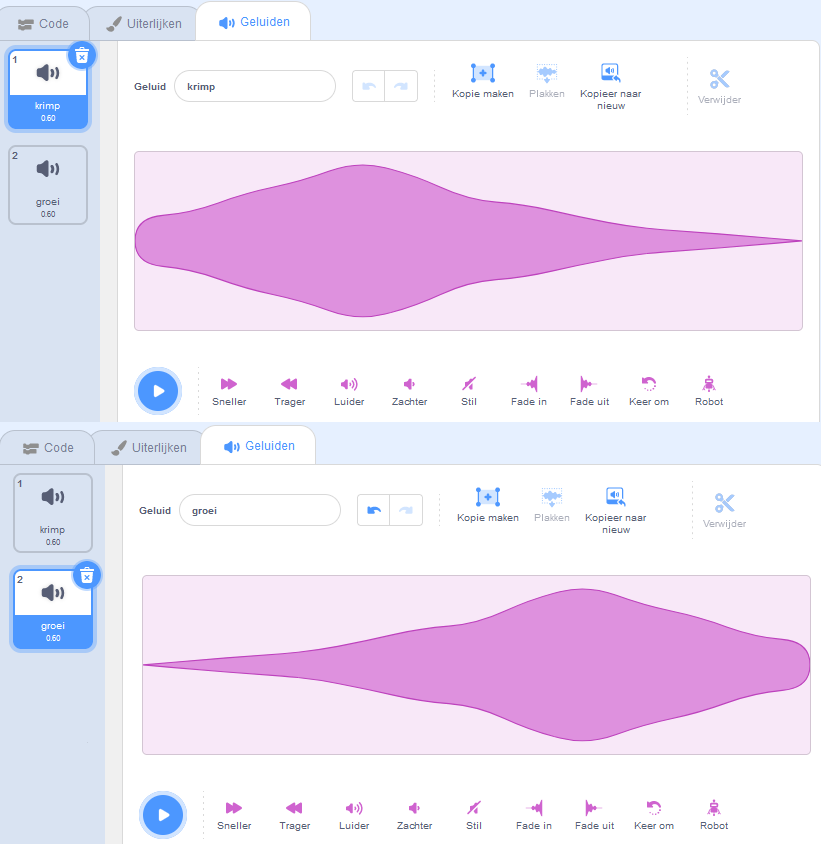 Code Uiterlijken Geluiden
1
krimp
0.60
2
groei
0.60
Geluid krimp
Kopie maken Plakken Kopieer naar
nieuw
Verwijder
Sneller Trager Luider Zachter Stil Fade in Fade uit Keer om Robot
Code Uiterlijken Geluiden
1
krimp
0.60
2
groei
0.60
Geluid groei
Kopie maken Plakken Kopieer naar
nieuw
Verwijder
Sneller Trager Luider Zachter Stil Fade in Fade uit Keer om Robot